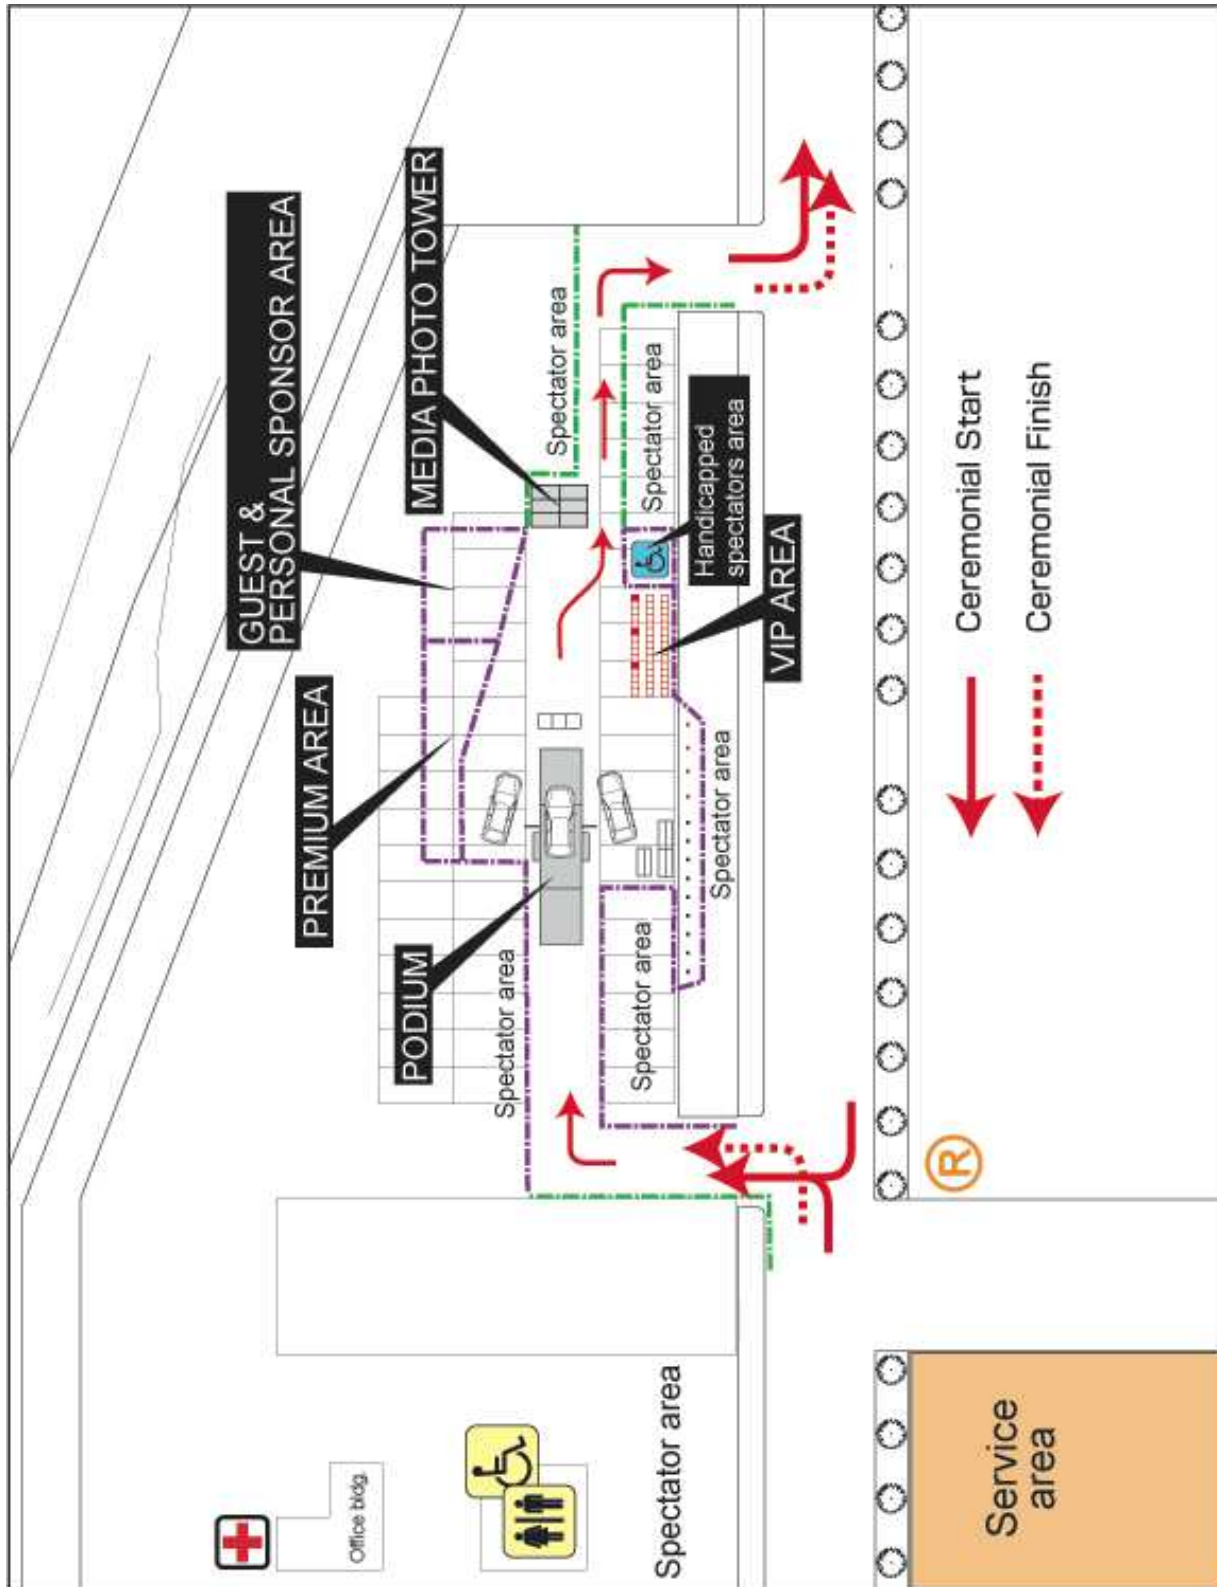 GUEST &
PERSONAL SPONSOR AREA
MEDIA PHOTO TOWER
PREMIUM AREA
PODIUM
Spectator area
Spectator area
Spectator area
Spectator area
Handicapped
spectators area
VIP AREA
Spectator area
Office bldg.
Spectator area
R
Service
area
Ceremonial Start
Ceremonial Finish